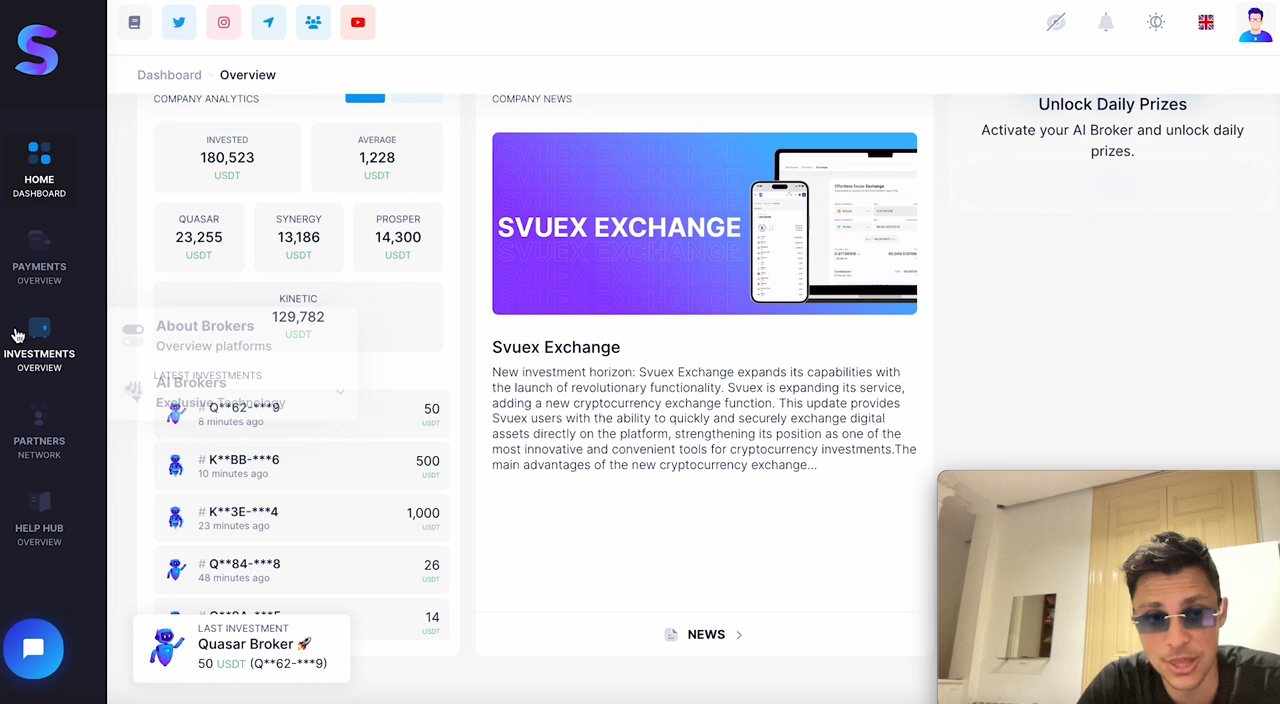 Dashboard - Overview
HOME
DASHBOARD
PAYMENTS
OVERVIEW
INVESTMENTS
OVERVIEW
PARTNERS
NETWORK
HELP HUB
OVERVIEW
COMPANY ANALYTICS
INVESTED
180,523
USDT
AVERAGE
1,228
USDT
QUASAR
23,255
USDT
SYNERGY
13,186
USDT
PROSPER
14,300
USDT
KINETIC
129,782
USDT
About Brokers
Overview platforms
LATEST INVESTMENTS
AI Brokers
Exclusive Technology
# Q**62-***9
8 minutes ago
50
USDT
# K**BB-***6
10 minutes ago
500
USDT
# K**3E-***4
23 minutes ago
1,000
USDT
# Q**84-***8
48 minutes ago
26
USDT
14
USDT
LAST INVESTMENT
Quasar Broker 🚀
50 USDT (Q**62-***9)
COMPANY NEWS
SVUEX EXCHANGE
Svuex Exchange
New investment horizon: Svuex Exchange expands its capabilities with
the launch of revolutionary functionality. Svuex is expanding its service,
adding a new cryptocurrency exchange function. This update provides
Svuex users with the ability to quickly and securely exchange digital
assets directly on the platform, strengthening its position as one of the
most innovative and convenient tools for cryptocurrency investments.The
main advantages of the new cryptocurrency exchange...
NEWS
Unlock Daily Prizes
Activate your AI Broker and unlock daily
prizes.